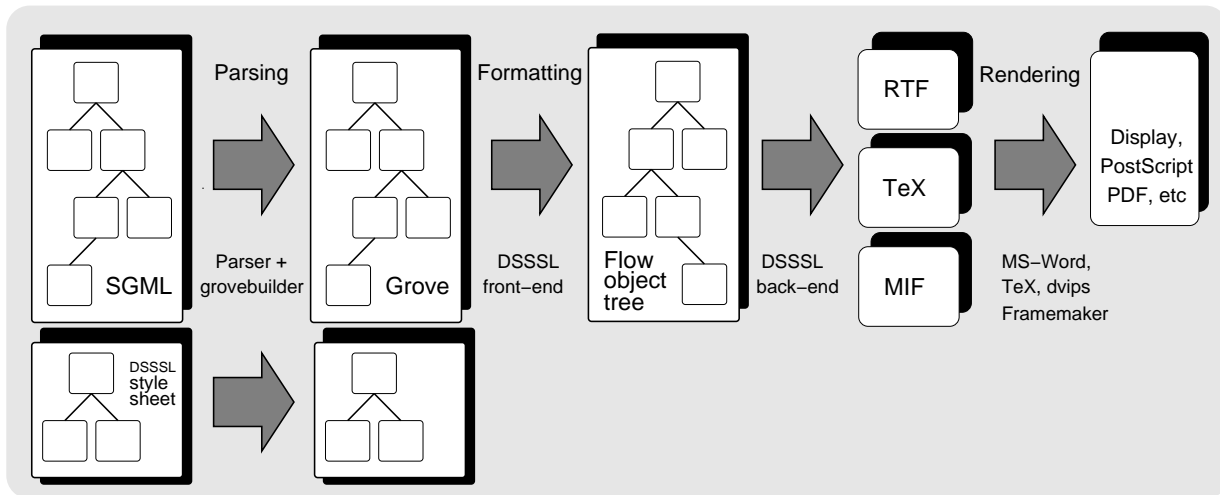 Parsing
Formatting
Rendering
SGML
Parser +
grovebuilder
Grove
DSSSL
front−end
Flow
object
tree
DSSSL
back−end
RTF
TeX
MIF
MS−Word,
TeX, dvips
Framemaker
Display,
PostScript
PDF, etc
DSSSL
style
sheet